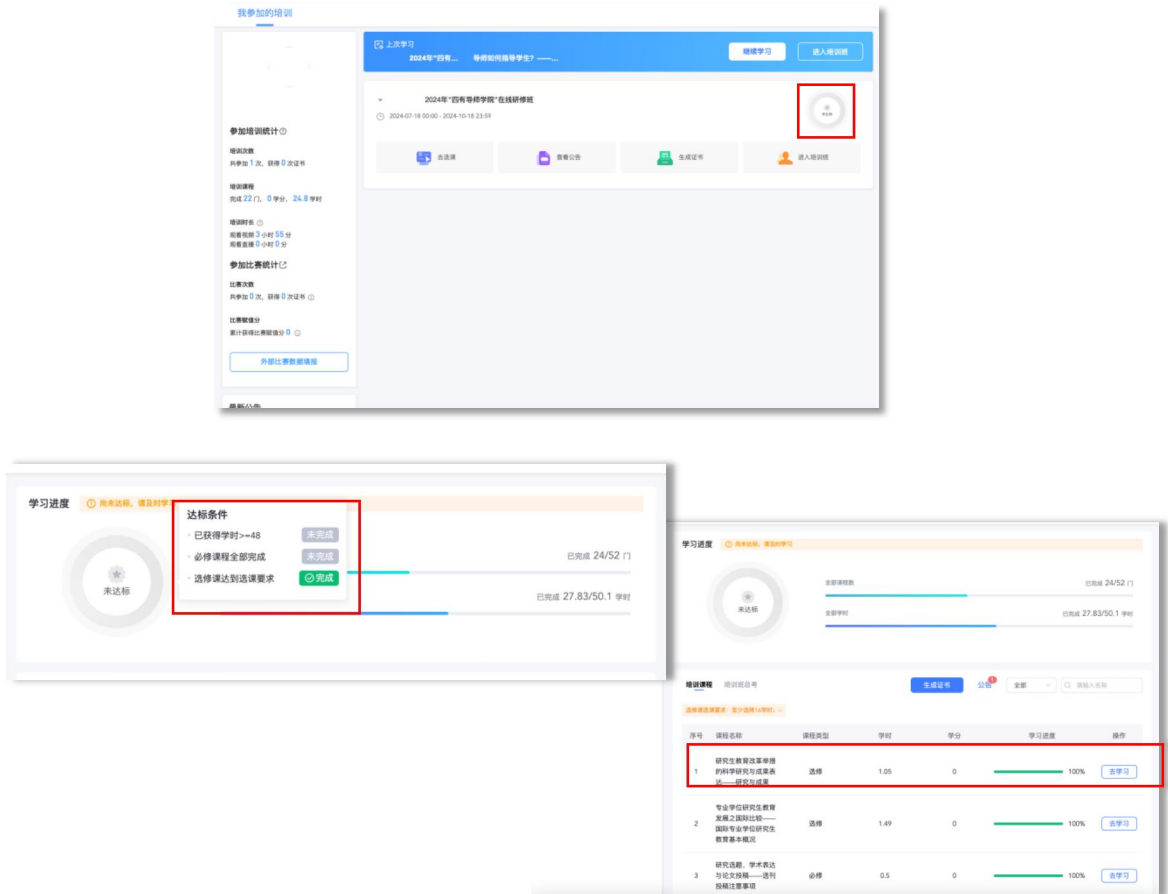 我参加的培训
上次学习
2024年"四有... 导师如何指导学生？——...
继续学习
进入培训班
2024年"四有导师学院"在线研修班
2024-07-18 00:00 - 2024-10-18 23:59
未达标
去选课
查看公告
生成证书
进入培训班
参加培训统计
培训次数
共参加 1 次，获得 0 次证书
培训课程
完成 22 门，0 学分，24.8 学时
培训时长
观看视频 3 小时 55 分
观看直播 0 小时 0 分
参加比赛统计
比赛次数
共参加 0 次，获得 0 次证书
比赛赋值分
累计获得比赛赋值分 0
外部比赛数据填报
最新公告
学习进度
尚未达标，请及时学习
达标条件
已获得学时>=48 未完成
必修课程全部完成 未完成
选修课达到选课要求 完成
未达标
已完成 24/52 门
已完成 27.83/50.1 学时
学习进度
尚未达标，请及时学习
未达标
全部课程数 已完成 24/52 门
全部学时 已完成 27.83/50.1 学时
培训课程 培训班总考
生成证书 公告 1 全部 请输入名称
选修课选课要求：至少选择16学时；
序号 课程名称 课程类型 学时 学分 学习进度 操作
1 研究生教育改革举措
的科学研究与成果表
达——研究与成果
选修 1.05 0 100% 去学习
2 专业学位研究生教育
发展之国际比较——
国际专业学位研究生
教育基本概况
选修 1.49 0 100% 去学习
3 研究选题、学术表达
与论文投稿——选刊
投稿注意事项
必修 0.5 0 100% 去学习